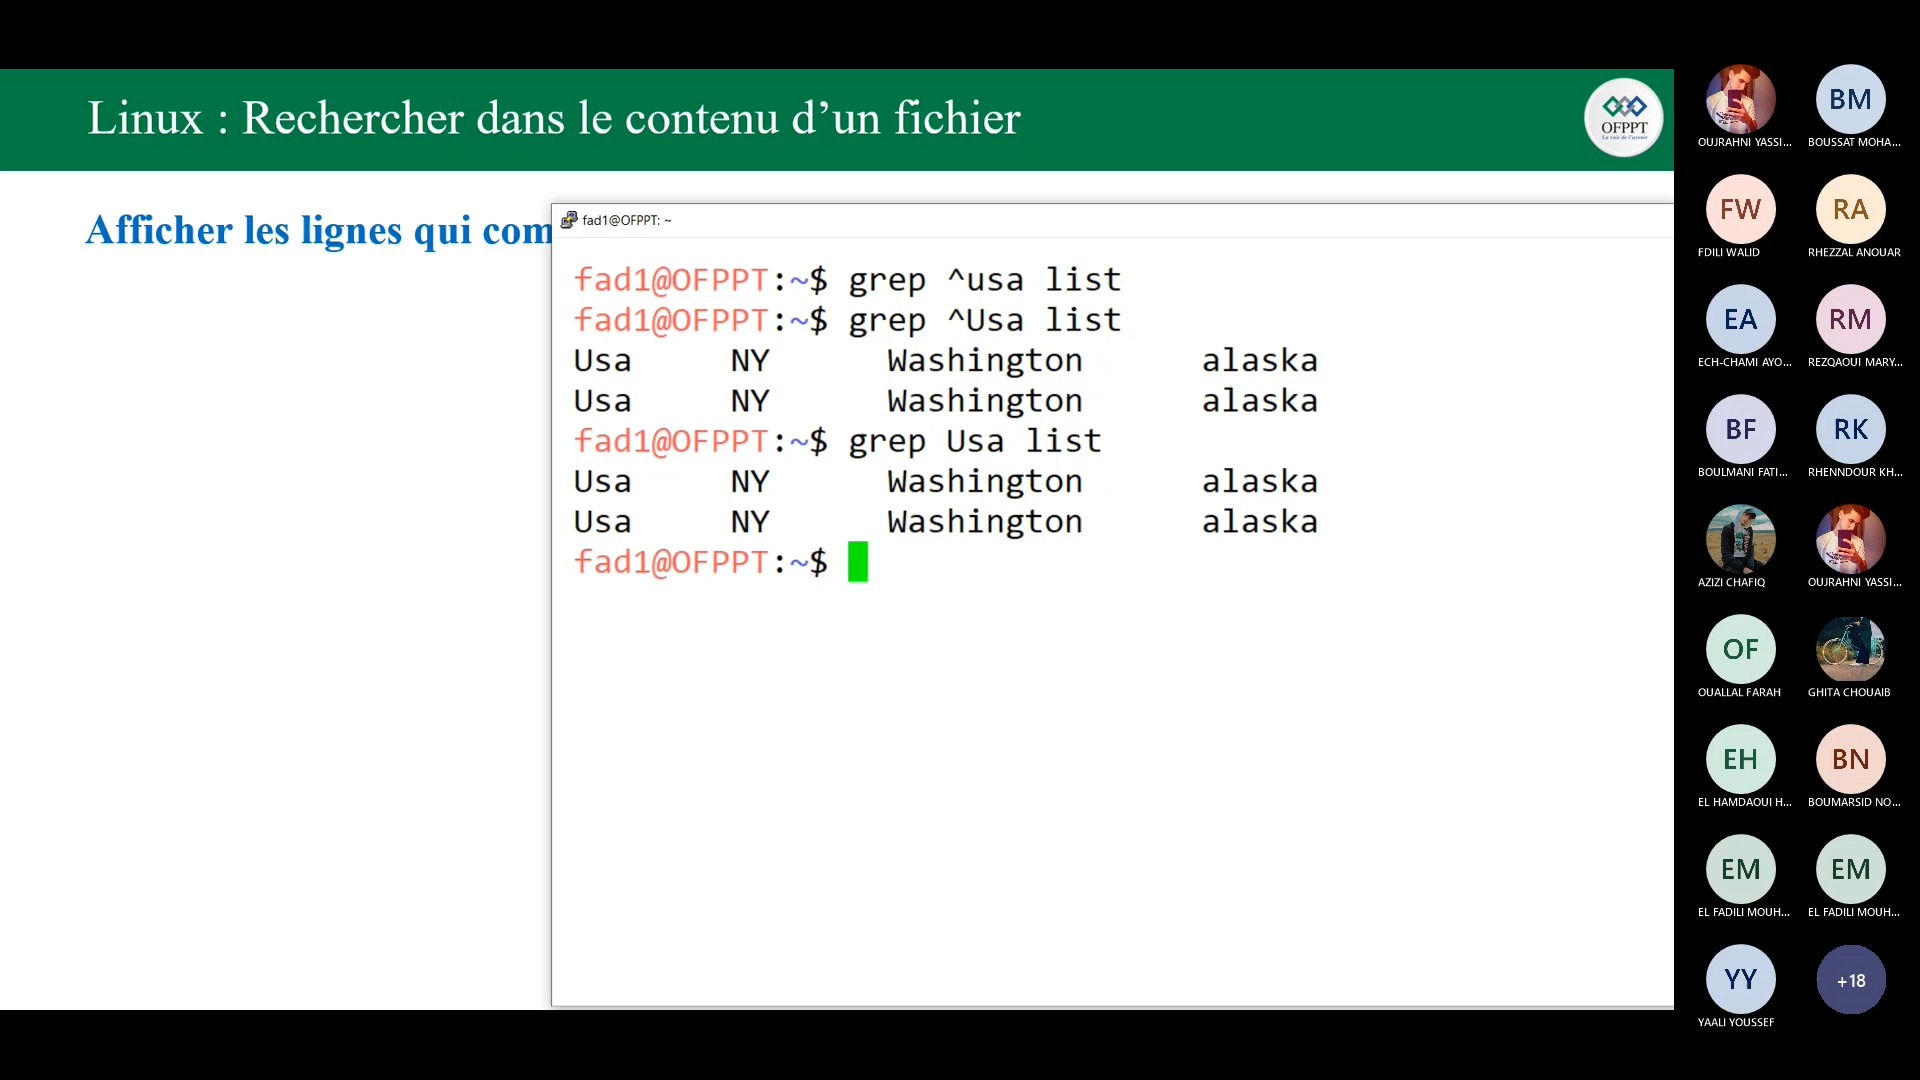 Linux : Rechercher dans le contenu d’un fichier
OFPPT
La voie de l'avenir
Afficher les lignes qui com
fad1@OFPPT: ~
fad1@OFPPT:~$ grep ^usa list
fad1@OFPPT:~$ grep ^Usa list
Usa NY Washington alaska
Usa NY Washington alaska
fad1@OFPPT:~$ grep Usa list
Usa NY Washington alaska
Usa NY Washington alaska
fad1@OFPPT:~$
BM
OUJRAHNI YASSI... BOUSSAT MOHA...
FW RA
FDILI WALID RHEZZAL ANOUAR
EA RM
ECH-CHAMI AYO... REZQAOUI MARY...
BF RK
BOULMANI FATI... RHENNDOUR KH...
AZIZI CHAFIQ OUJRAHNI YASSI...
OF
OUALLAL FARAH GHITA CHOUAIB
EH BN
EL HAMDAOUI H... BOUMARSID NO...
EM EM
EL FADILI MOUH... EL FADILI MOUH...
YY +18
YAALI YOUSSEF